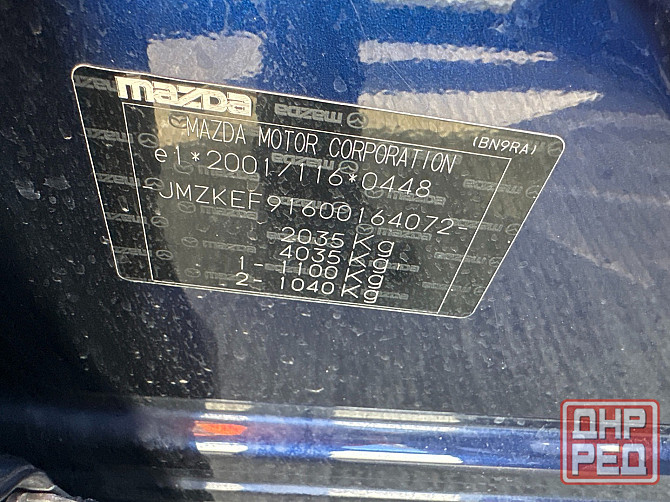 mazda
MAZDA MOTOR CORPORATION (BN9RA)
e1*2001/116*0448
-JMZKEF91600164072-
2035 Kg
4035 Kg
1- 1100 Kg
2- 1040 Kg
ДНР
РЕД